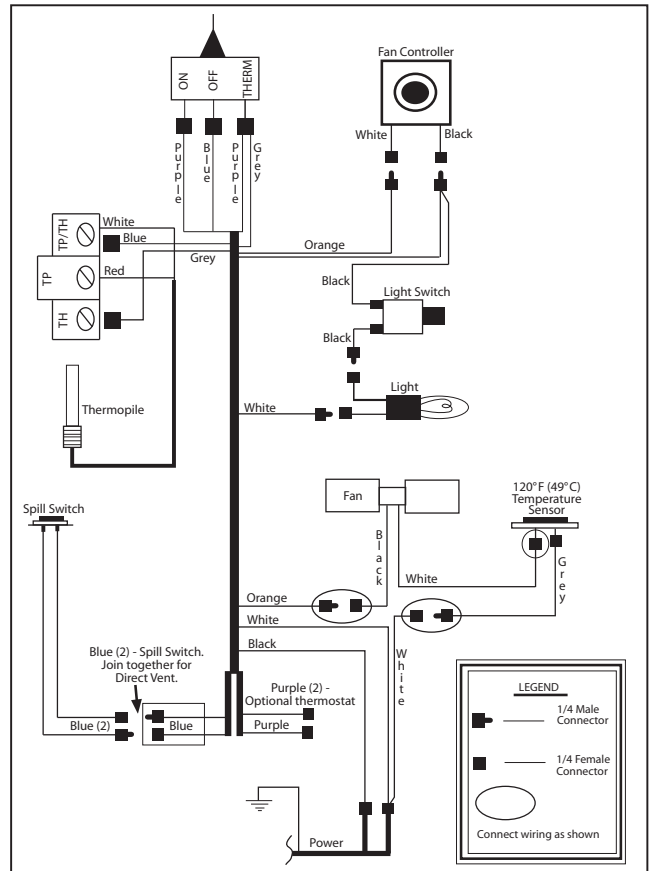 ON
OFF
THERM
Purple
Blue
Purple
Grey
Fan Controller
White
Black
TP/TH
White
Blue
Grey
TP
Red
TH
Orange
Black
Light Switch
Black
Thermopile
White
Light
Spill Switch
Fan
120°F (49°C)
Temperature
Sensor
Black
White
Grey
Orange
White
Black
White
Blue (2) - Spill Switch.
Join together for
Direct Vent.
Purple (2) -
Optional thermostat
Blue (2)
Blue
Purple
Power
LEGEND
1/4 Male
Connector
1/4 Female
Connector
Connect wiring as shown